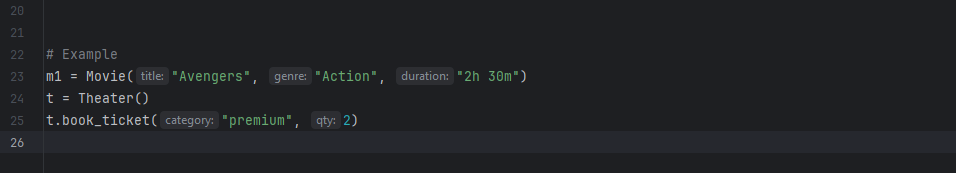 20
21
22 # Example
23 m1 = Movie( title: "Avengers", genre: "Action", duration: "2h 30m")
24 t = Theater()
25 t.book_ticket( category: "premium", qty: 2)
26